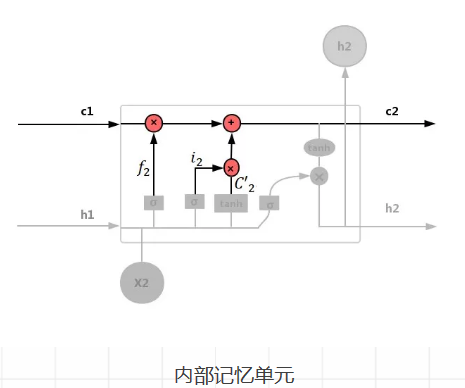 h2
c1
×
+
c2
f₂
i₂
×
C′₂
tanh
×
σ
σ
tanh
σ
h1
h2
X2
内部记忆单元